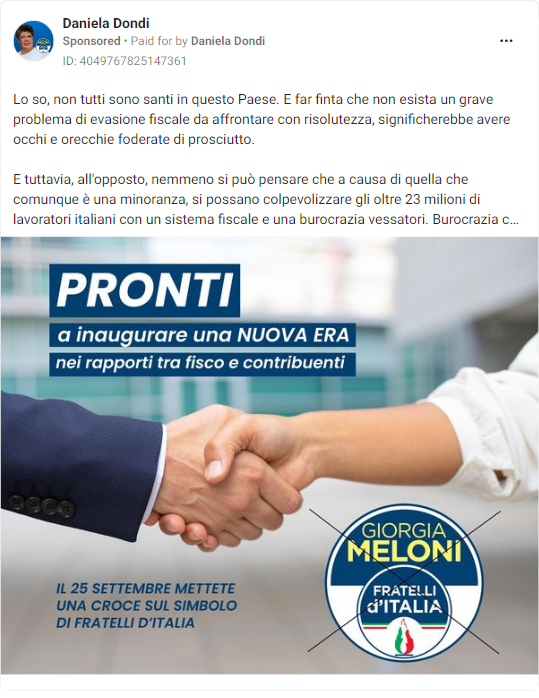 Daniela Dondi
Sponsored • Paid for by Daniela Dondi
ID: 4049767825147361
Lo so, non tutti sono santi in questo Paese. E far finta che non esista un grave
problema di evasione fiscale da affrontare con risolutezza, significherebbe avere
occhi e orecchie foderate di prosciutto.
E tuttavia, all'opposto, nemmeno si può pensare che a causa di quella che
comunque è una minoranza, si possano colpevolizzare gli oltre 23 milioni di
lavoratori italiani con un sistema fiscale e una burocrazia vessatori. Burocrazia c...
PRONTI
a inaugurare una NUOVA ERA
nei rapporti tra fisco e contribuenti
GIORGIA
MELONI
FRATELLI
d'ITALIA
IL 25 SETTEMBRE METTETE
UNA CROCE SUL SIMBOLO
DI FRATELLI D'ITALIA